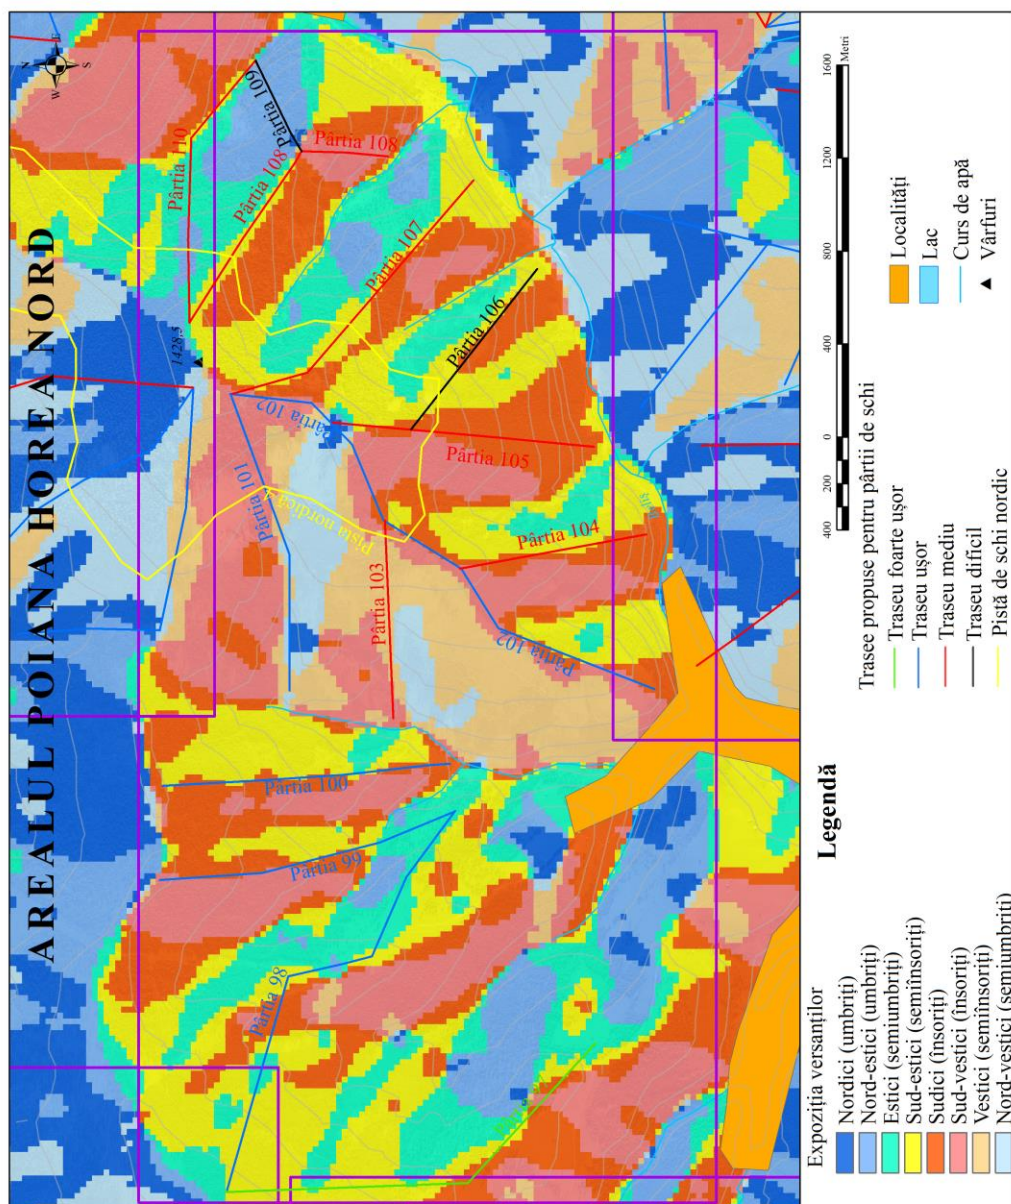 AREALUL POIANA HOREA NORD
N
E
S
W
1428.5
Pârtia 110
Pârtia 109
Pârtia 108
Pârtia 108
Pârtia 107
Pârtia 106
Pârtia 105
Pârtia 104
Pârtia 103
Pârtia 102
Pârtia 102
Pârtia 101
Pista nordică
Pârtia 100
Pârtia 99
Pârtia 98
Legendă
Expoziția versanților
Nordici (umbriți)
Nord-estici (umbriți)
Estici (semiumbriți)
Sud-estici (semiînsoriți)
Sudici (însoriți)
Sud-vestici (însoriți)
Vestici (semiînsoriți)
Nord-vestici (semiumbriți)
Trasee propuse pentru pârtii de schi
Traseu foarte ușor
Traseu ușor
Traseu mediu
Traseu dificil
Pistă de schi nordic
Localități
Lac
Curs de apă
Vârfuri
400 200 0 400 800 1200 1600
Metri